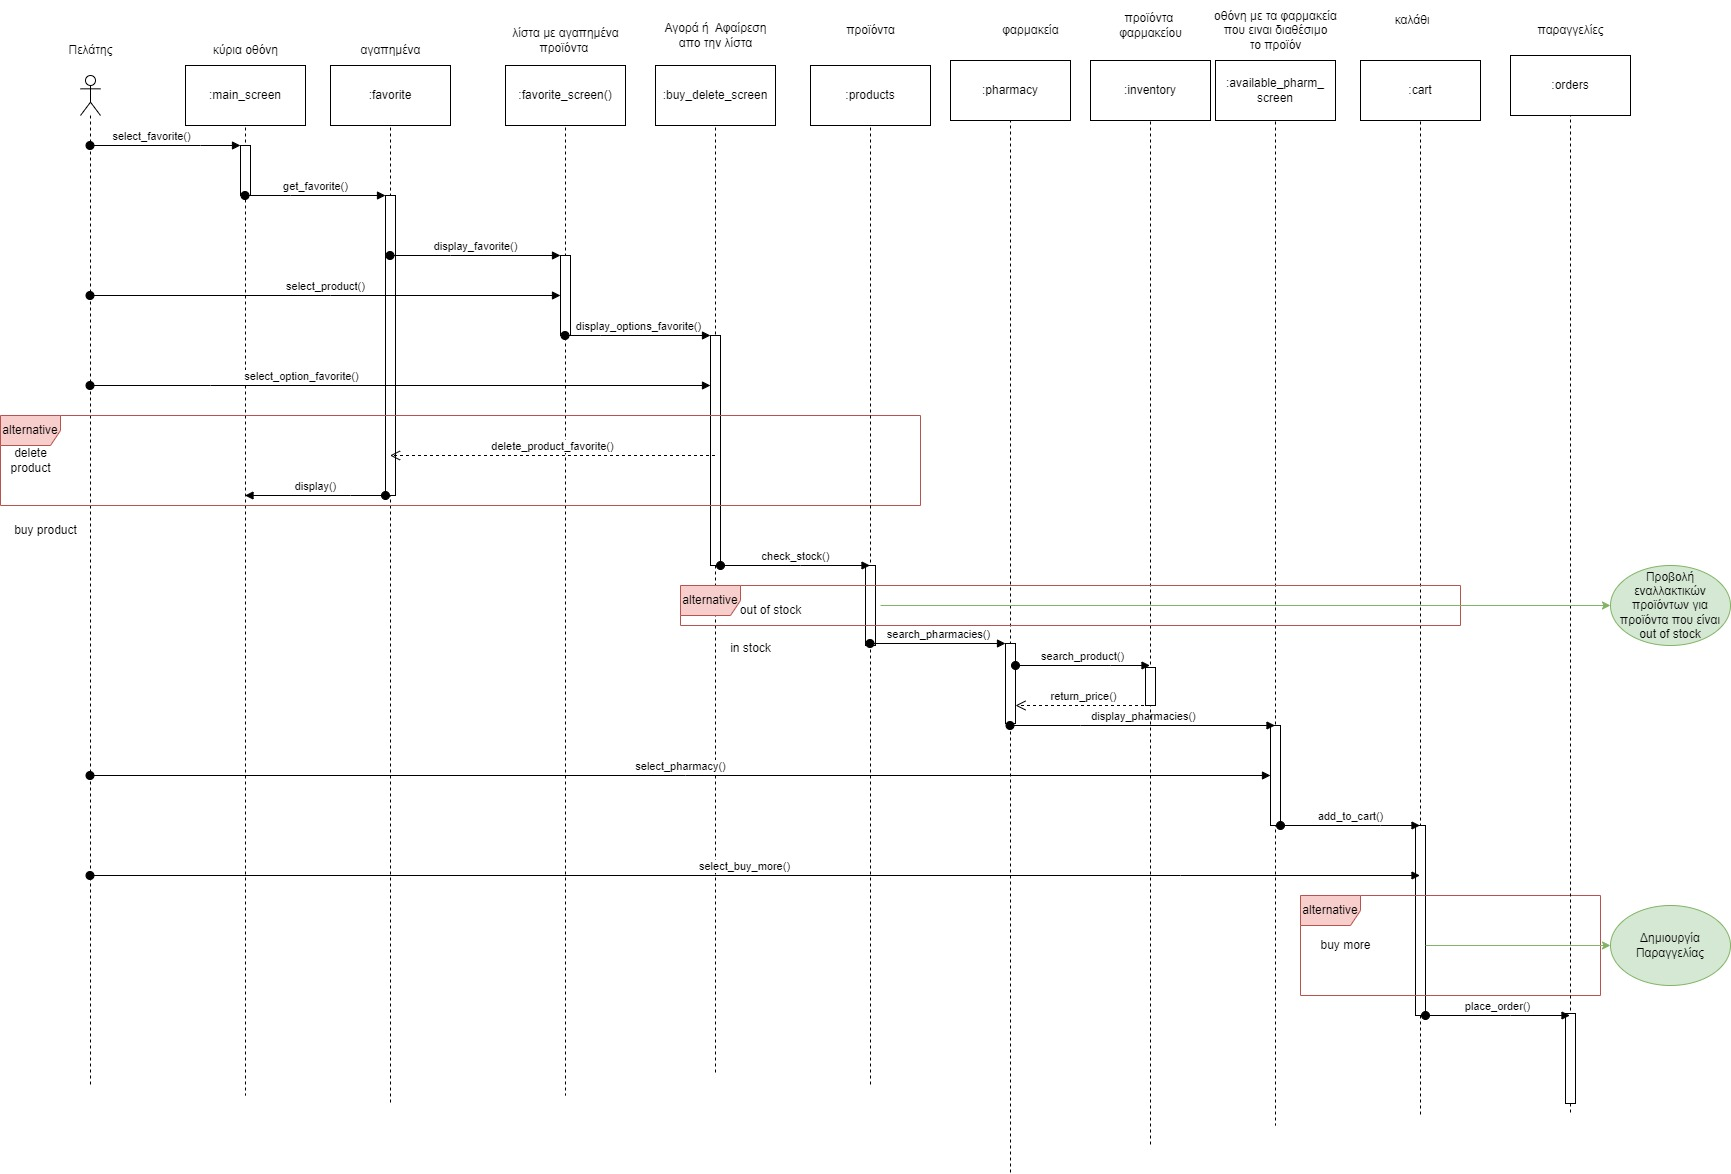 Πελάτης
κύρια οθόνη
αγαπημένα
λίστα με αγαπημένα
προϊόντα
Αγορά ή Αφαίρεση
απο την λίστα
προϊόντα
φαρμακεία
προϊόντα
φαρμακείου
οθόνη με τα φαρμακεία
που ειναι διαθέσιμο
το προϊόν
καλάθι
παραγγελίες
:main_screen
:favorite
:favorite_screen()
:buy_delete_screen
:products
:pharmacy
:inventory
:available_pharm_
screen
:cart
:orders
select_favorite()
get_favorite()
display_favorite()
select_product()
display_options_favorite()
select_option_favorite()
alternative
delete
product
delete_product_favorite()
display()
buy product
check_stock()
alternative
out of stock
Προβολή
εναλλακτικών
προϊόντων για
προϊόντα που είναι
out of stock
in stock
search_pharmacies()
search_product()
return_price()
display_pharmacies()
select_pharmacy()
add_to_cart()
select_buy_more()
alternative
buy more
Δημιουργία
Παραγγελίας
place_order()